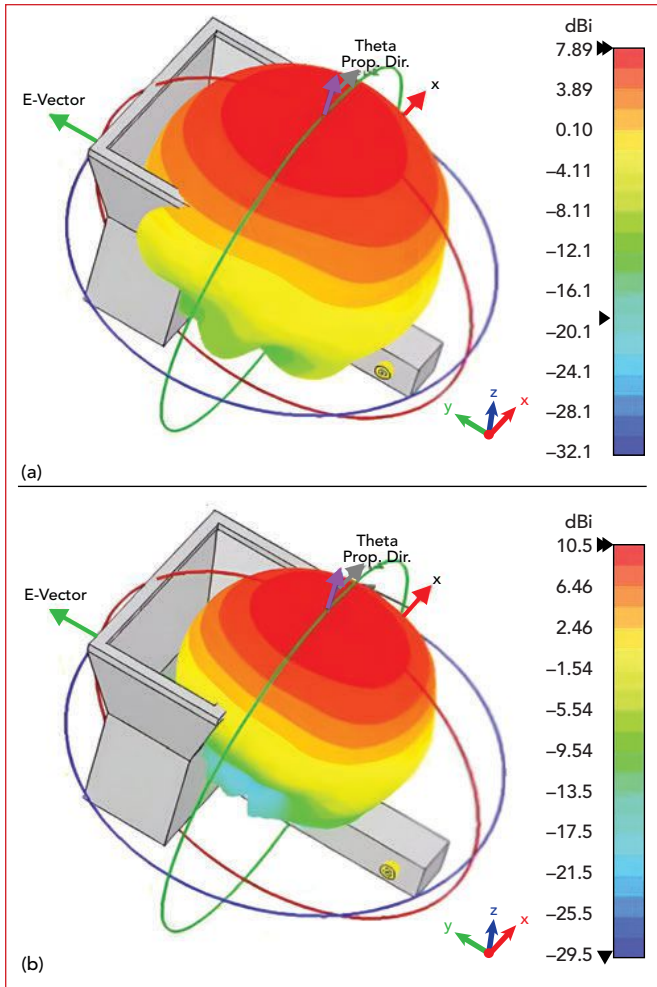 dBi
7.89
3.89
0.10
–4.11
–8.11
–12.1
–16.1
–20.1
–24.1
–28.1
–32.1
Theta
Prop. Dir.
x
E-Vector
y
z
x
(a)
dBi
10.5
6.46
2.46
–1.54
–5.54
–9.54
–13.5
–17.5
–21.5
–25.5
–29.5
Theta
Prop. Dir.
x
E-Vector
y
z
x
(b)